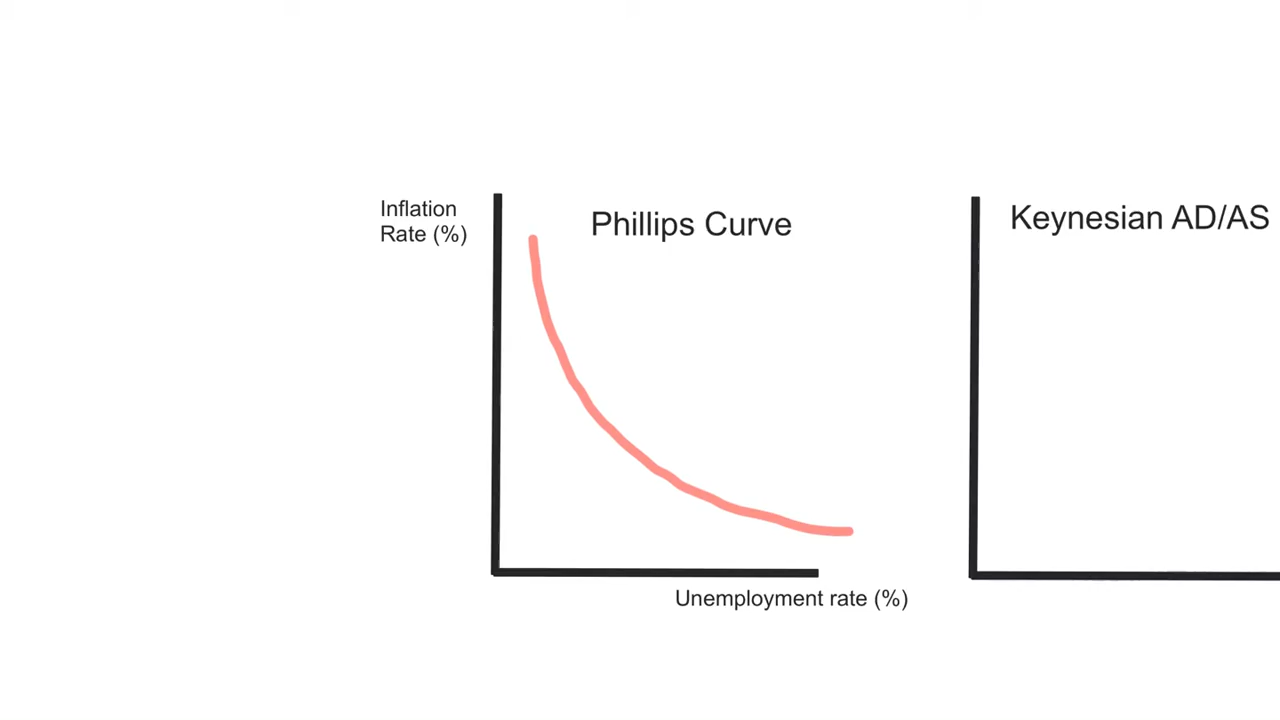 Inflation
Rate (%)
Phillips Curve
Keynesian AD/AS
Unemployment rate (%)